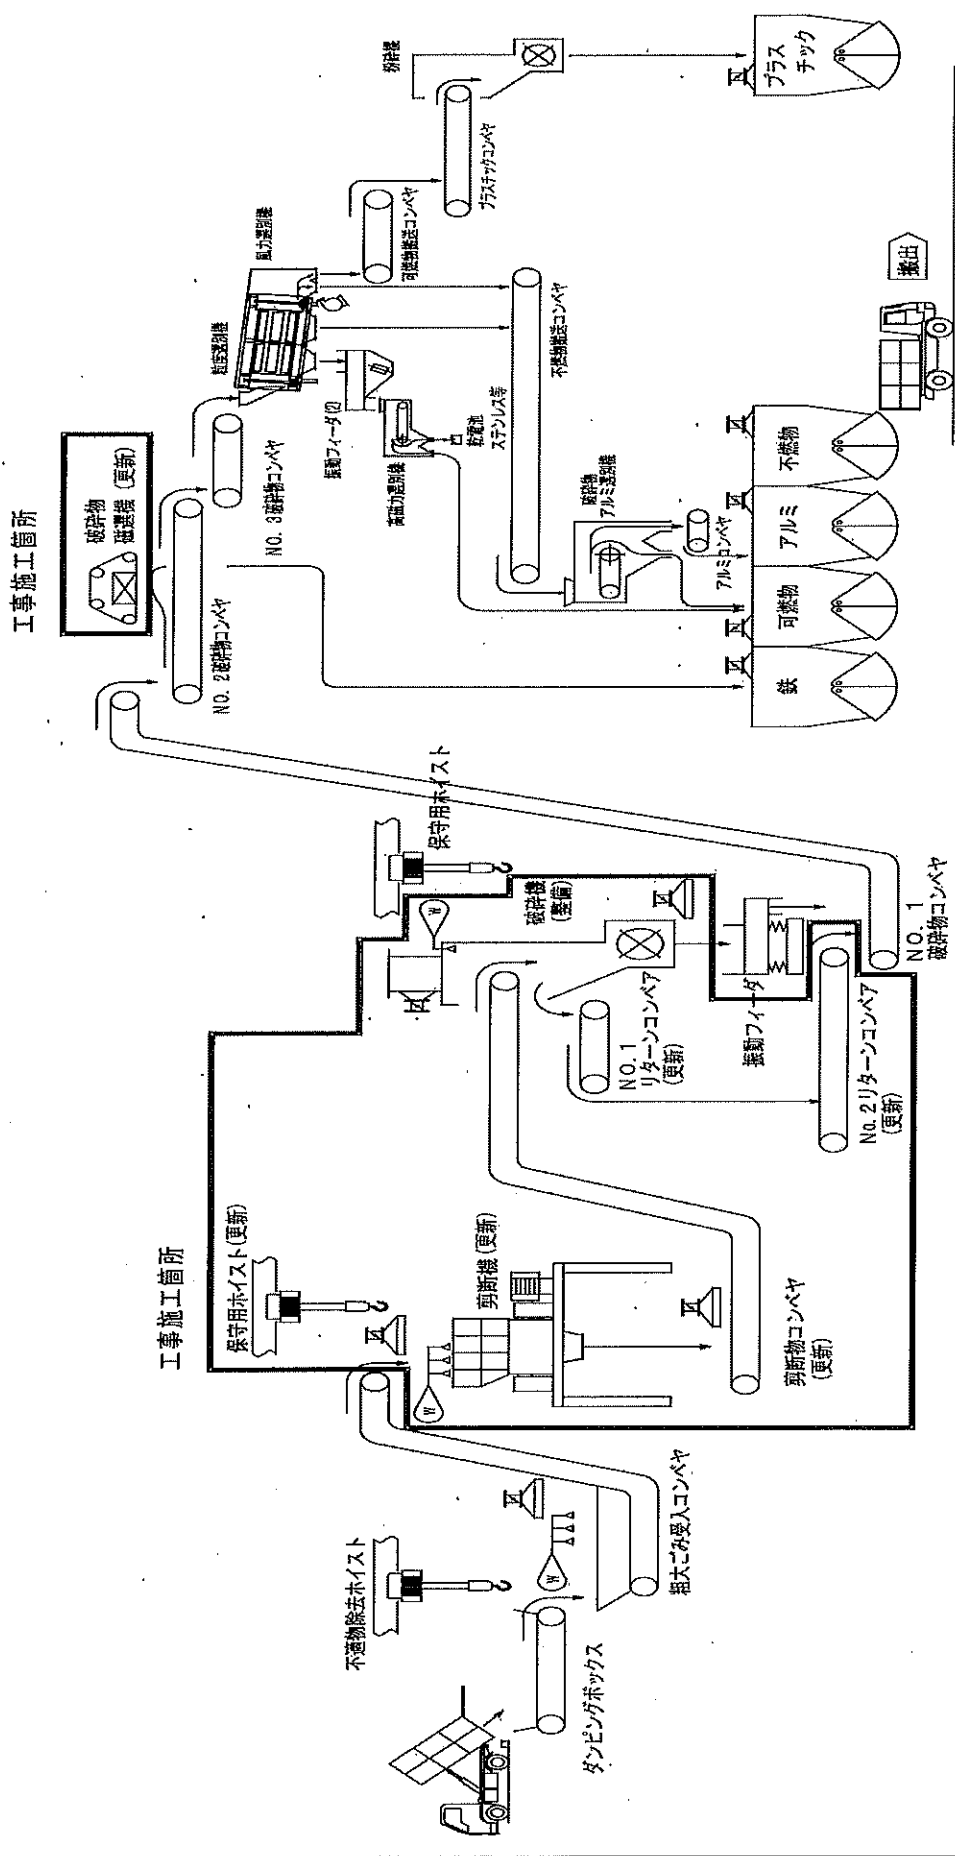 工事施工箇所
工事施工箇所
不適物除去ホイスト
ダンピングボックス
W
粗大ごみ受入コンベヤ
保守用ホイスト(更新)
W
剪断機(更新)
剪断物コンベヤ
(更新)
W
保守用ホイスト
破砕機
(整備)
NO.1
リターンコンベア
(更新)
振動フィーダ
No.2リターンコンベア
(更新)
NO.1
破砕物コンベヤ
破砕物
磁選機(更新)
NO.2破砕物コンベヤ
NO.3破砕物コンベヤ
粒度選別機
風力選別機
振動フィーダ(2)
高磁力選別機
乾電池
ステンレス等
可燃物搬送コンベヤ
不燃物搬送コンベヤ
プラスチックコンベヤ
粉砕機
破砕物
アルミ選別機
アルミコンベヤ
鉄
可燃物
アルミ
不燃物
プラス
チック
搬出